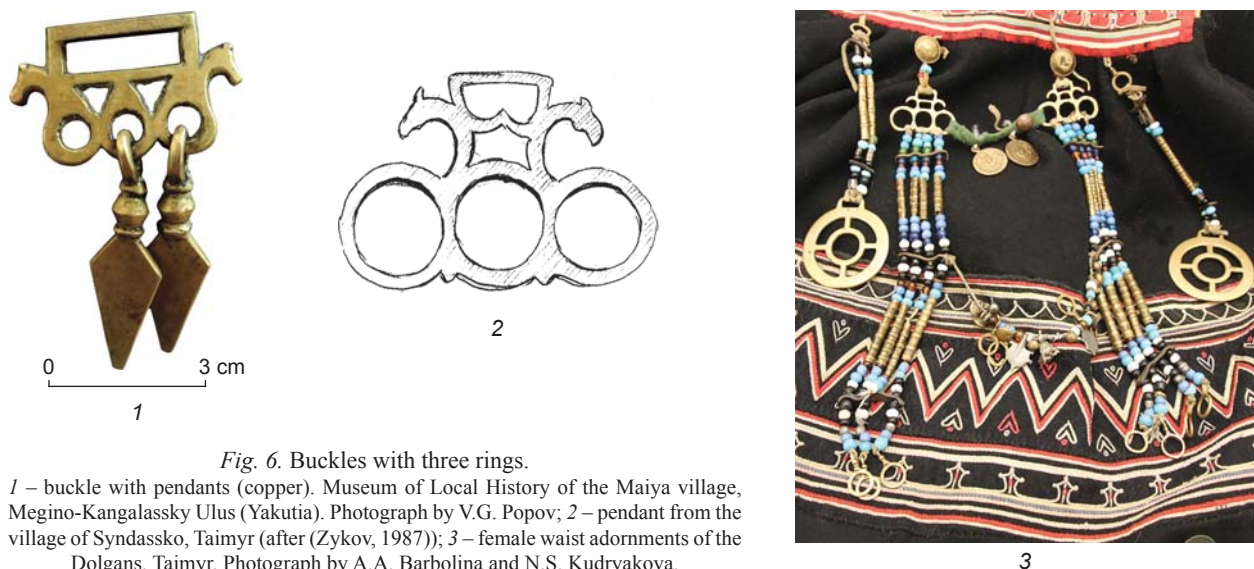 0 3 cm
1
2
Fig. 6. Buckles with three rings.
1 – buckle with pendants (copper). Museum of Local History of the Maiya village,
Megino-Kangalassky Ulus (Yakutia). Photograph by V.G. Popov; 2 – pendant from the
village of Syndassko, Taimyr (after (Zykov, 1987)); 3 – female waist adornments of the
Dolgans, Taimyr. Photograph by A.A. Barbolina and N.S. Kudryakova.
3